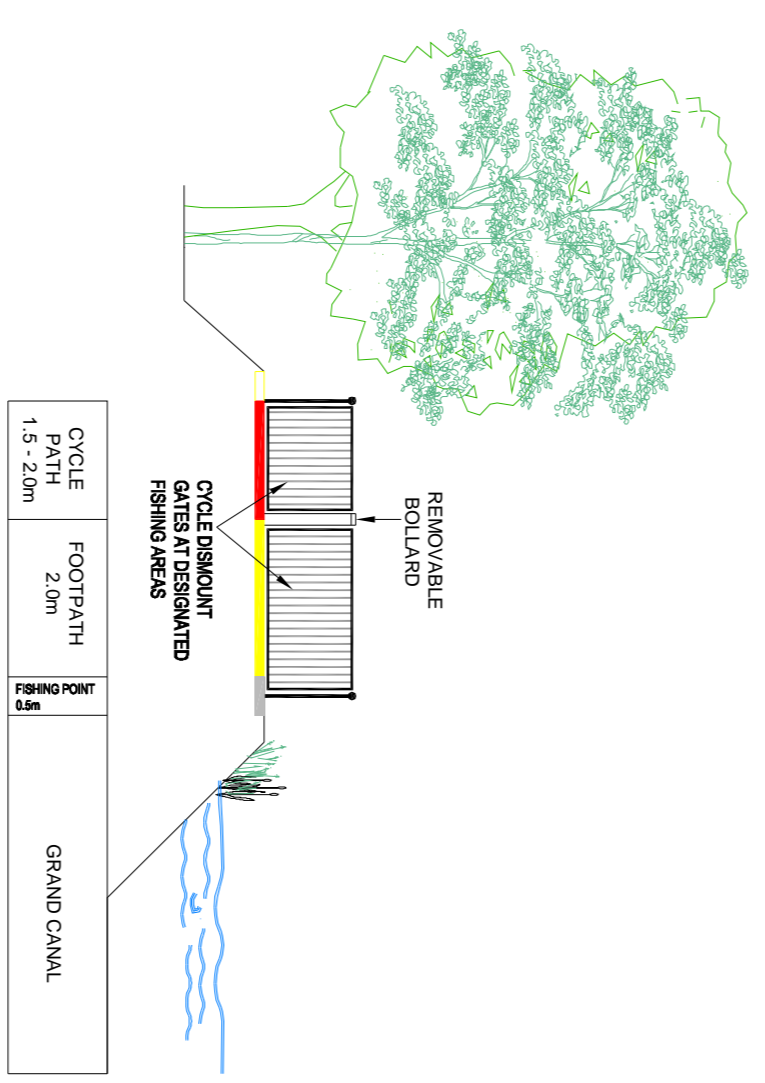 REMOVABLE
BOLLARD
CYCLE DISMOUNT
GATES AT DESIGNATED
FISHING AREAS
CYCLE
PATH
1.5 - 2.0m
FOOTPATH
2.0m
FISHING POINT
0.5m
GRAND CANAL